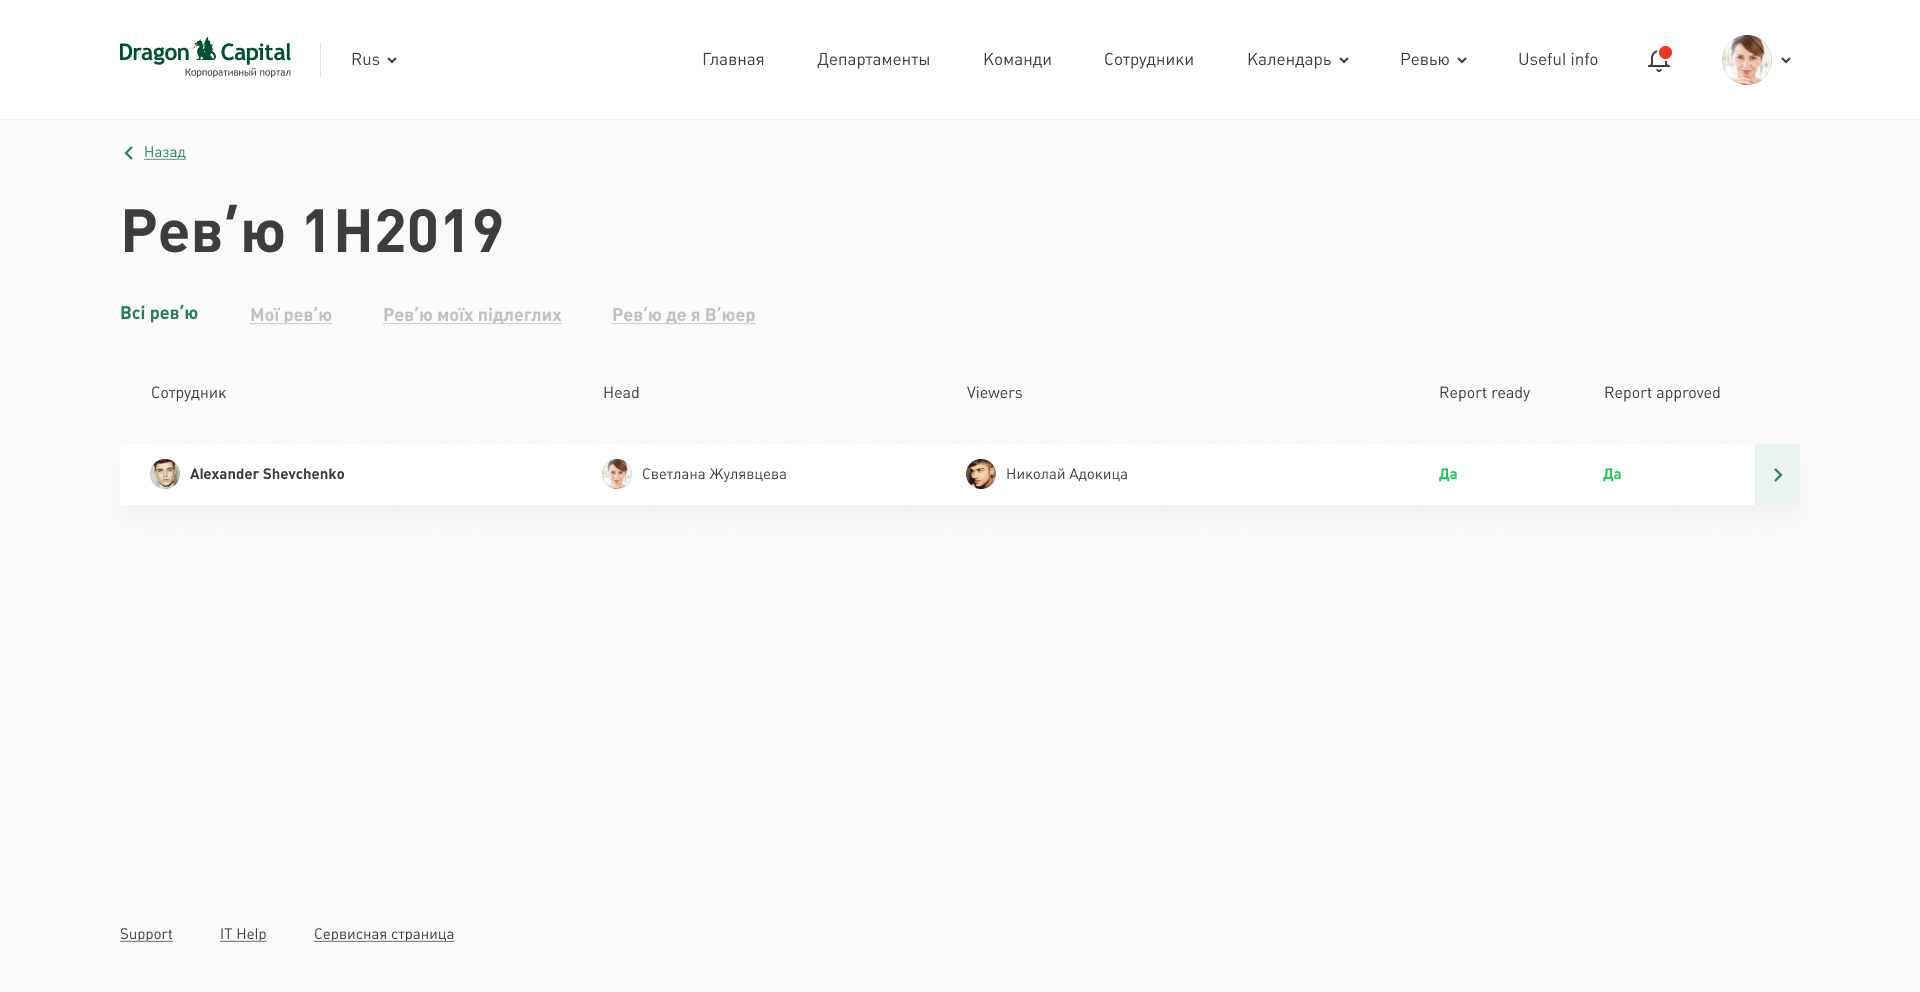 Dragon Capital
Корпоративный портал
Rus
Главная
Департаменты
Команди
Сотрудники
Календарь
Ревью
Useful info
Назад
Рев’ю 1H2019
Всі рев’ю
Мої рев’ю
Рев’ю моїх підлеглих
Рев’ю де я В’юер
Сотрудник
Head
Viewers
Report ready
Report approved
Alexander Shevchenko
Светлана Жулявцева
Николай Адокица
Да
Да
Support
IT Help
Сервисная страница